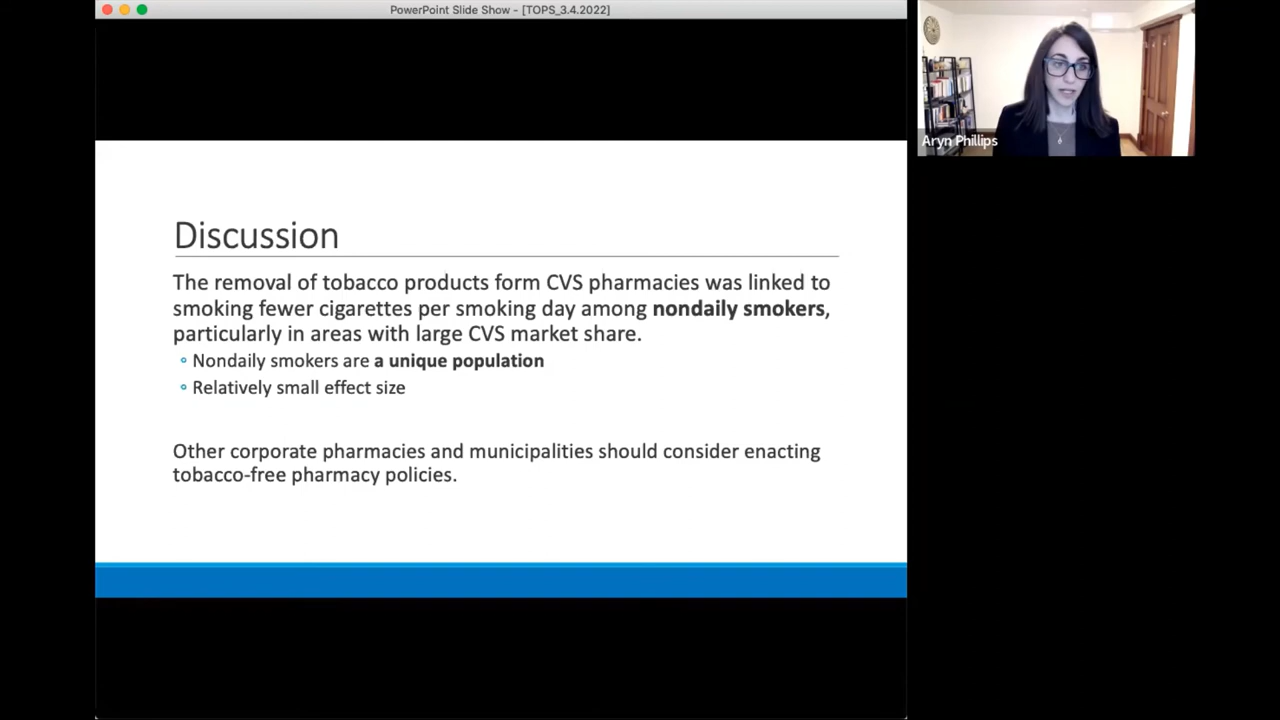 PowerPoint Slide Show - [TOPS_3.4.2022]
Aryn Phillips
Discussion
The removal of tobacco products form CVS pharmacies was linked to
smoking fewer cigarettes per smoking day among nondaily smokers,
particularly in areas with large CVS market share.
Nondaily smokers are a unique population
Relatively small effect size
Other corporate pharmacies and municipalities should consider enacting
tobacco-free pharmacy policies.